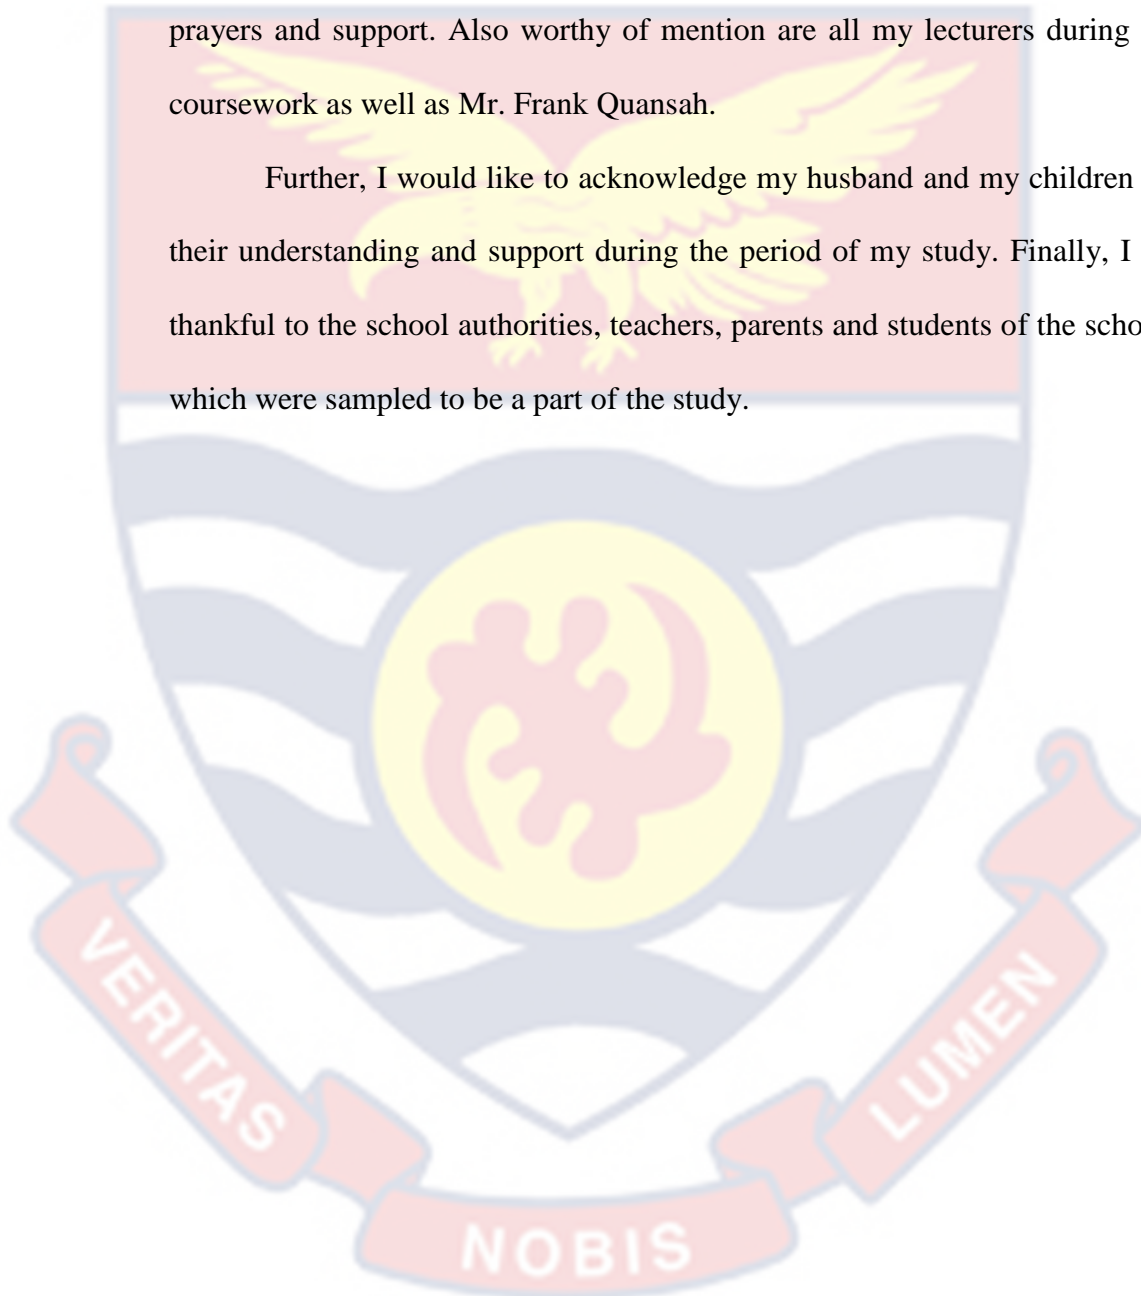 prayers and support. Also worthy of mention are all my lecturers during
coursework as well as Mr. Frank Quansah.
Further, I would like to acknowledge my husband and my children
their understanding and support during the period of my study. Finally, I
thankful to the school authorities, teachers, parents and students of the scho
which were sampled to be a part of the study.
VERITAS
NOBIS
LUMEN